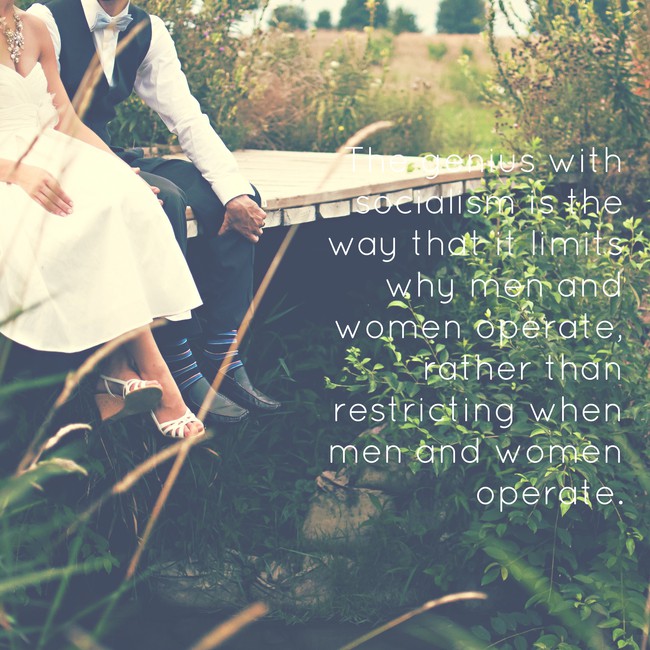 The genius with
socialism is the
way that it limits
why men and
women operate,
rather than
restricting when
men and women
operate.